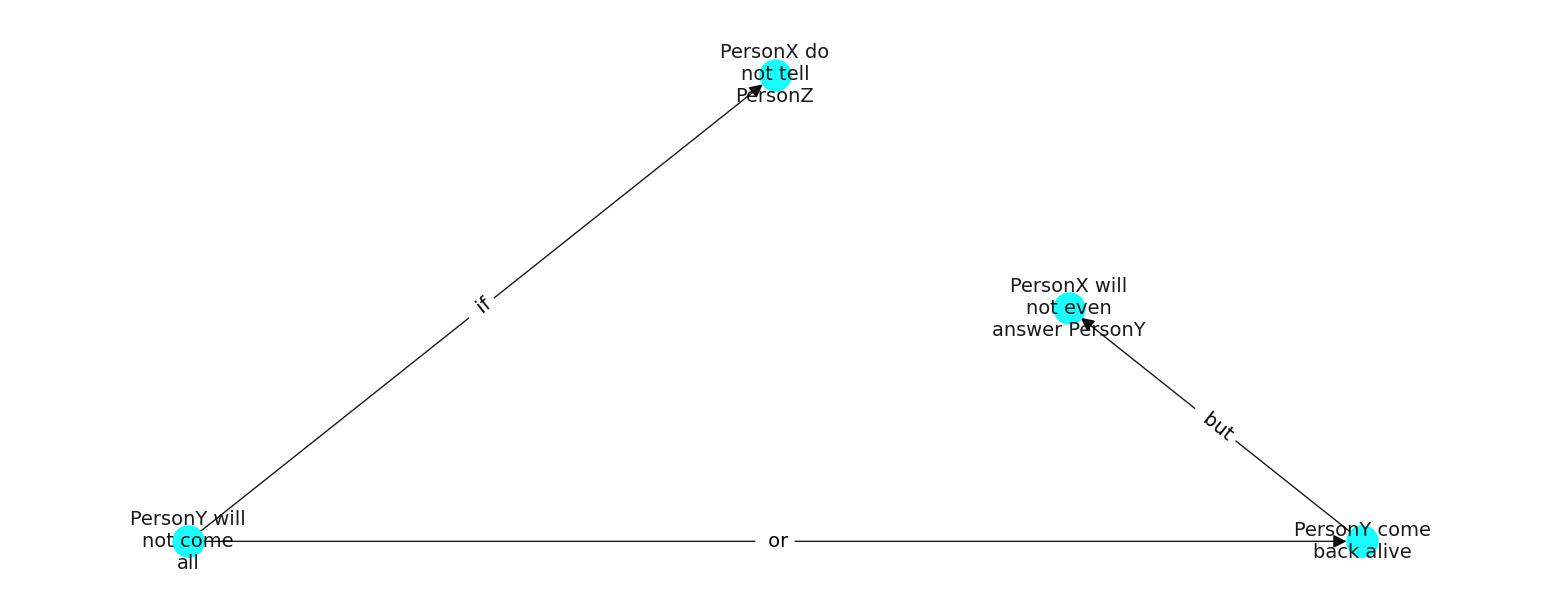 PersonX do
not tell
PersonZ
if
PersonX will
not even
answer PersonY
but
PersonY will
not come
all
or
PersonY come
back alive